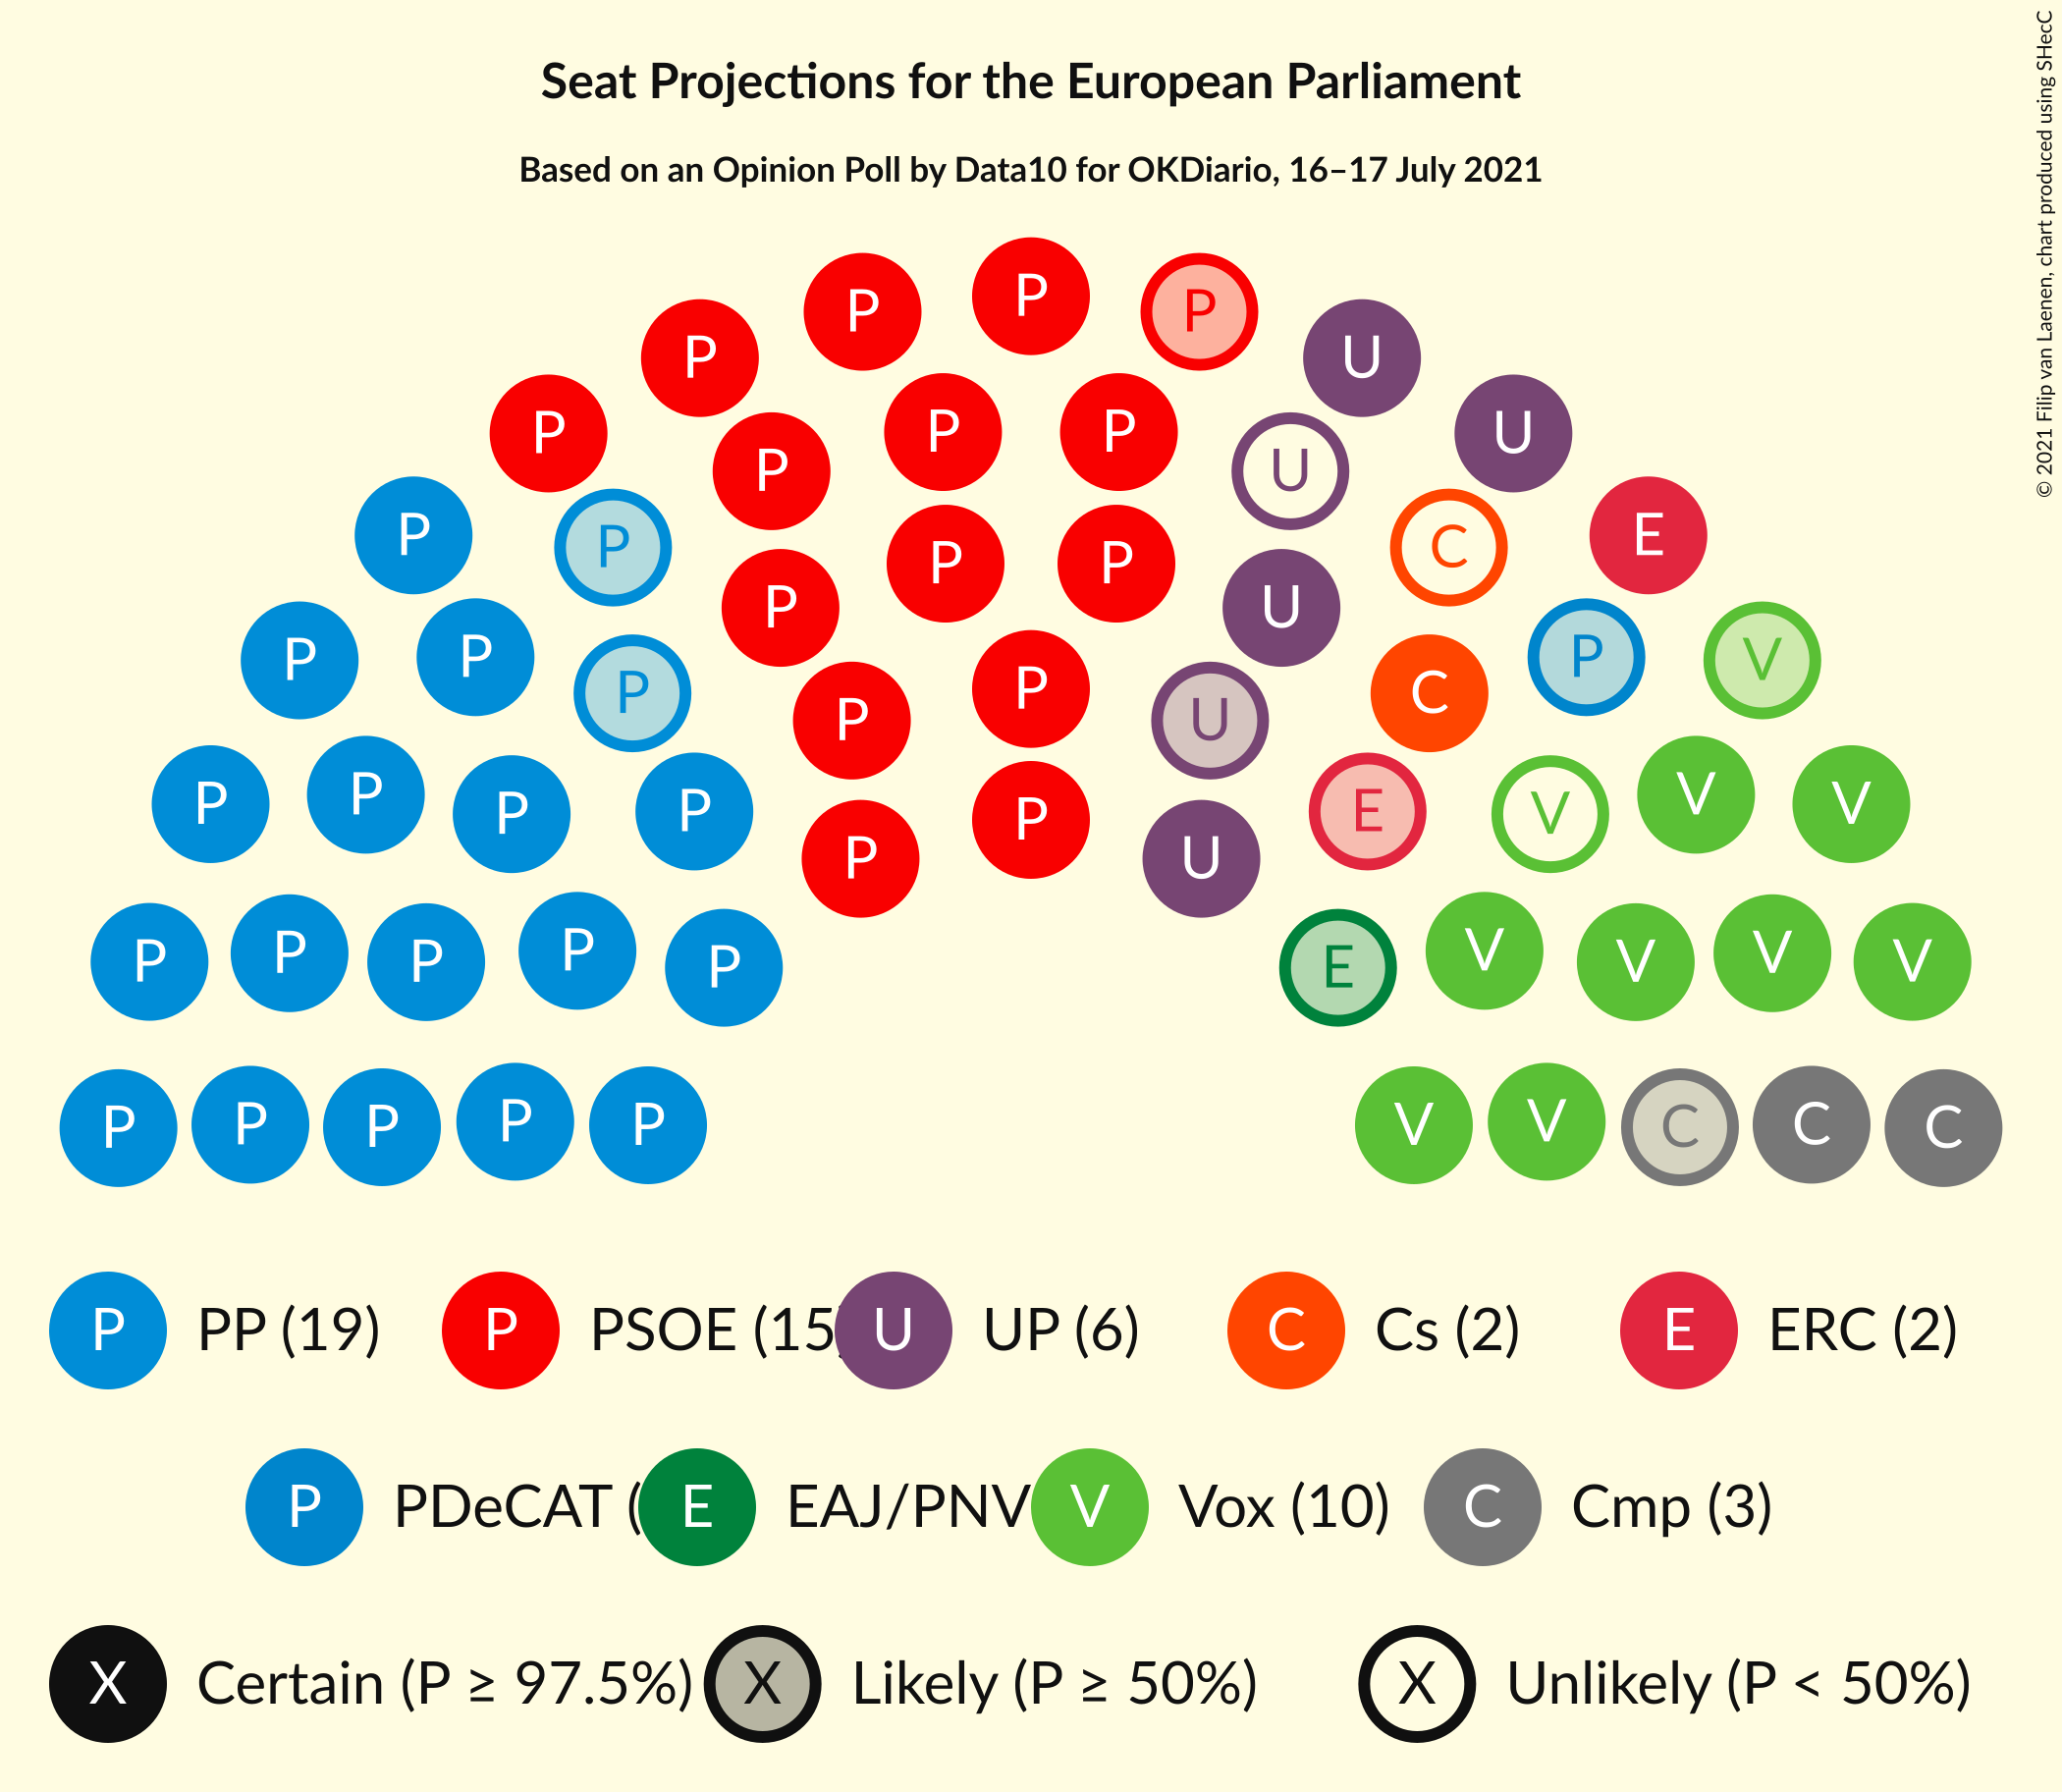 Seat Projections for the European Parliament
Based on an Opinion Poll by Data10 for OKDiario, 16–17 July 2021
© 2021 Filip van Laenen, chart produced using SHecC
P P P
P P U
P P P U
P P U U
P P C E
P P P
P P U
P P V
P C
P U
P P P P V V V
P
E
P U
P P P P P E V V V V
P P P P P V V C C C
P PP (19) P PSOE (15 U UP (6) C Cs (2) E ERC (2)
P PDeCAT ( E EAJ/PNV V Vox (10) C Cmp (3)
X Certain (P ≥ 97.5%) X Likely (P ≥ 50%) X Unlikely (P < 50%)